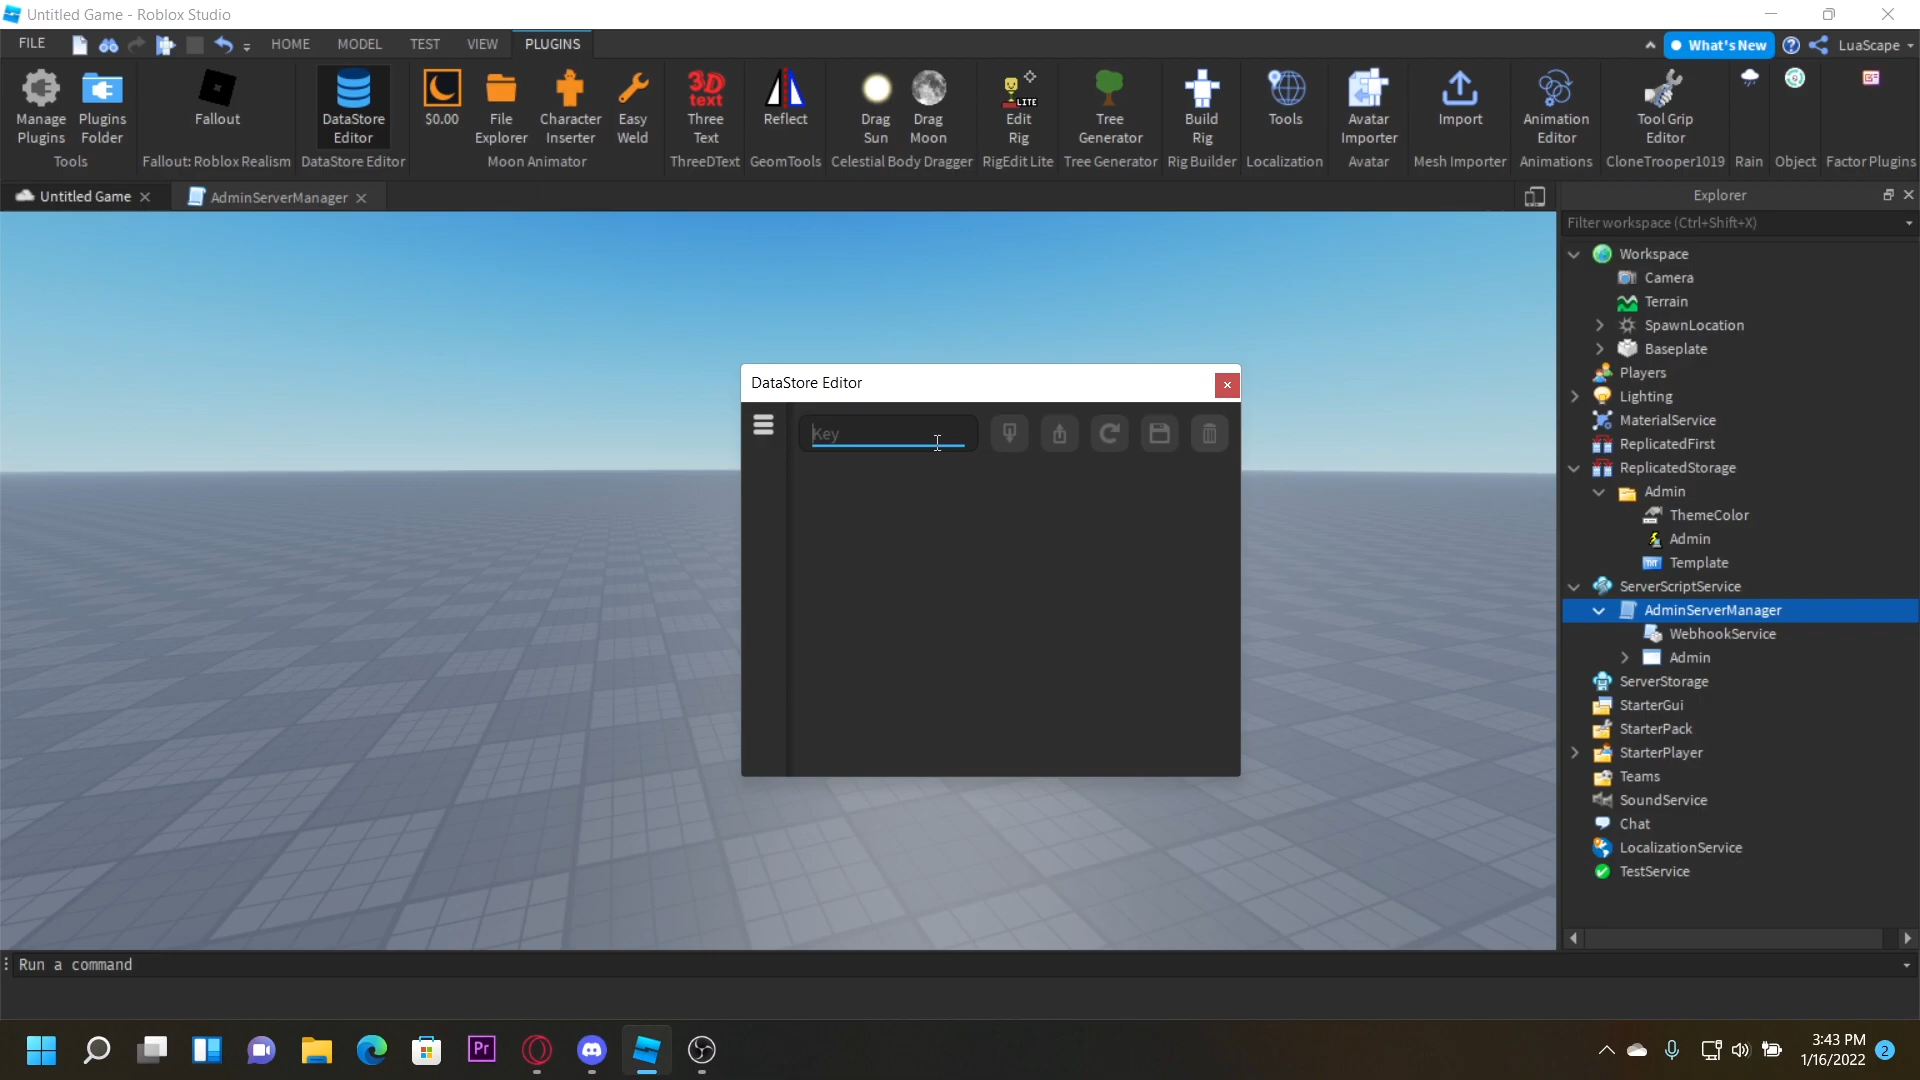 Untitled Game - Roblox Studio
FILE HOME MODEL TEST VIEW PLUGINS What's New LuaScape
Manage Plugins
Plugins Folder
Tools
Fallout
Fallout: Roblox Realism
DataStore Editor
DataStore Editor
$0.00
File Explorer
Character Inserter
Easy Weld
Moon Animator
3D text
Three Text
ThreeDText
Reflect
GeomTools
Drag Sun
Drag Moon
Celestial Body Dragger
LITE
Edit Rig
RigEdit Lite
Tree Generator
Tree Generator
Build Rig
Rig Builder
Tools
Localization
Avatar Importer
Avatar
Import
Mesh Importer
Animation Editor
Animations
Tool Grip Editor
CloneTrooper1019
Rain
Object
Factor Plugins
Untitled Game
AdminServerManager
Explorer
Filter workspace (Ctrl+Shift+X)
Workspace
Camera
Terrain
SpawnLocation
Baseplate
Players
Lighting
MaterialService
ReplicatedFirst
ReplicatedStorage
Admin
ThemeColor
Admin
Template
ServerScriptService
AdminServerManager
WebhookService
Admin
ServerStorage
StarterGui
StarterPack
StarterPlayer
Teams
SoundService
Chat
LocalizationService
TestService
DataStore Editor
Key
Run a command
Pr
3:43 PM
1/16/2022
2